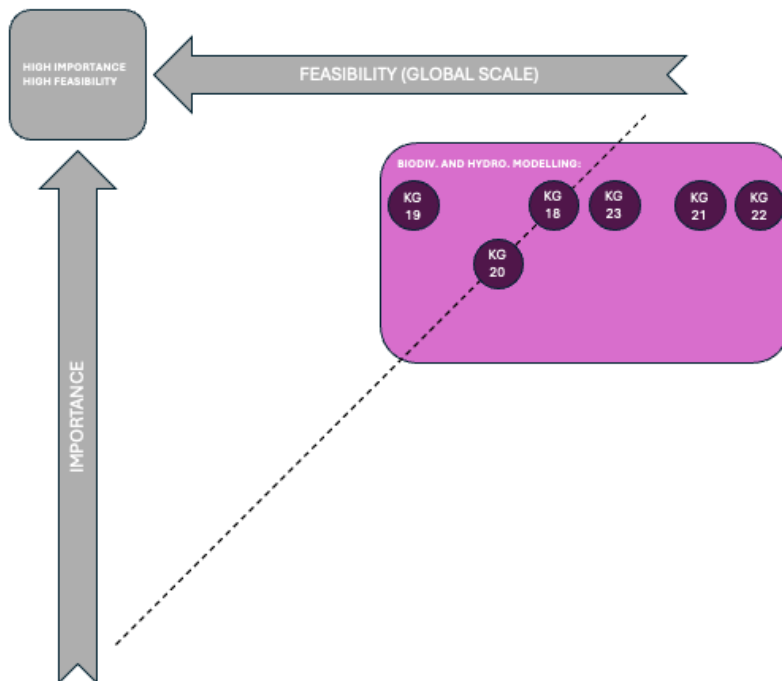 HIGH IMPORTANCE
HIGH FEASIBILITY
FEASIBILITY (GLOBAL SCALE)
BIODIV. AND HYDRO. MODELLING:
KG
19
KG
18
KG
23
KG
21
KG
22
KG
20
IMPORTANCE